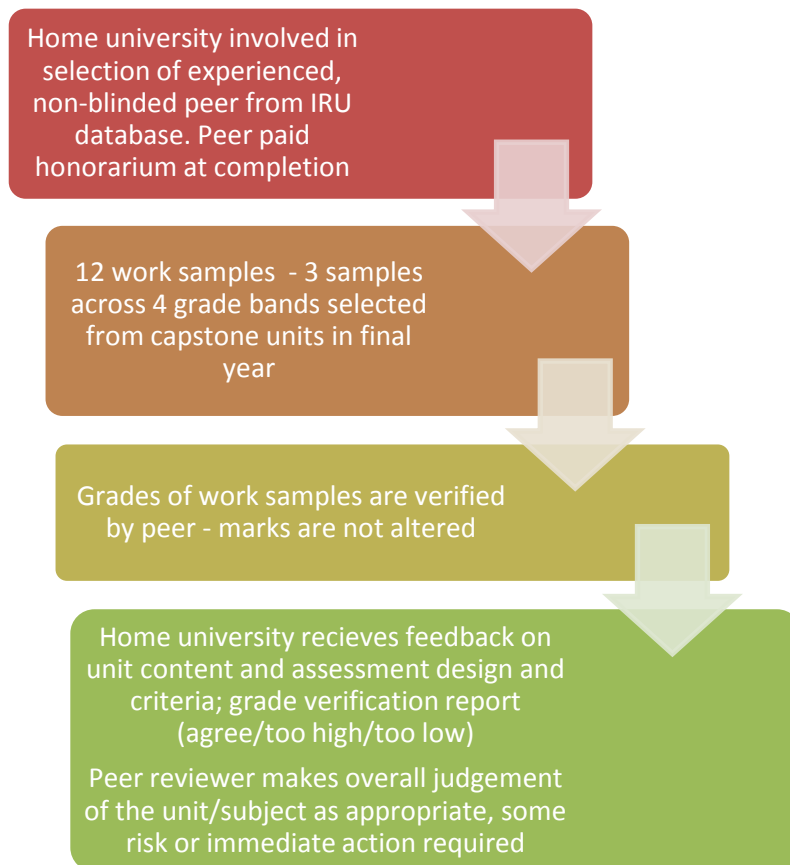 Home university involved in
selection of experienced,
non-blinded peer from IRU
database. Peer paid
honorarium at completion
12 work samples  - 3 samples
across 4 grade bands selected
from capstone units in final
year
Grades of work samples are verified
by peer - marks are not altered
Home university recieves feedback on
unit content and assessment design and
criteria; grade verification report
(agree/too high/too low)
Peer reviewer makes overall judgement
of the unit/subject as appropriate, some
risk or immediate action required